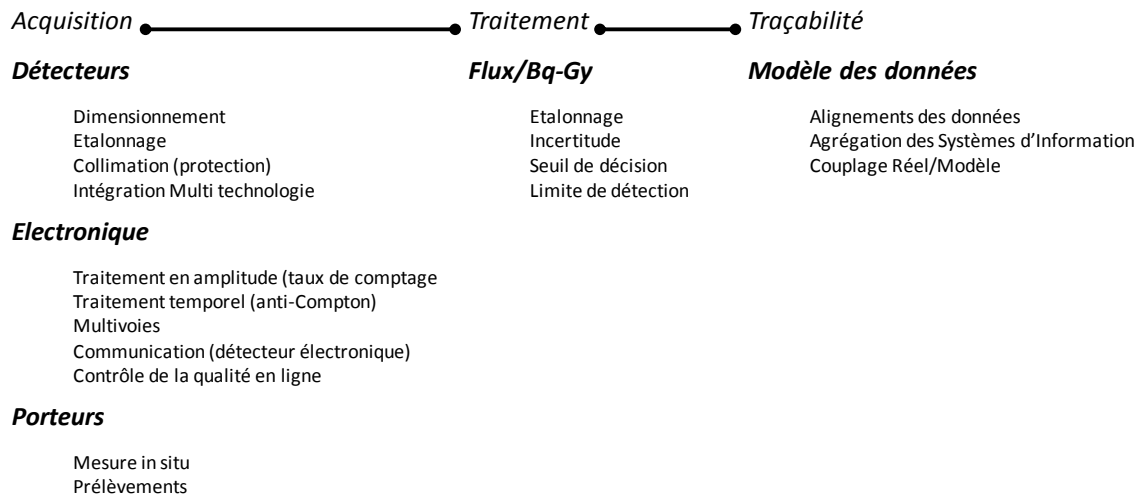 Acquisition Traitement Traçabilité
Détecteurs
Dimensionnement
Etalonnage
Collimation (protection)
Intégration Multi technologie
Electronique
Traitement en amplitude (taux de comptage
Traitement temporel (anti-Compton)
Multivoies
Communication (détecteur électronique)
Contrôle de la qualité en ligne
Porteurs
Mesure in situ
Prélèvements
Flux/Bq-Gy
Etalonnage
Incertitude
Seuil de décision
Limite de détection
Modèle des données
Alignements des données
Agrégation des Systèmes d'Information
Couplage Réel/Modèle